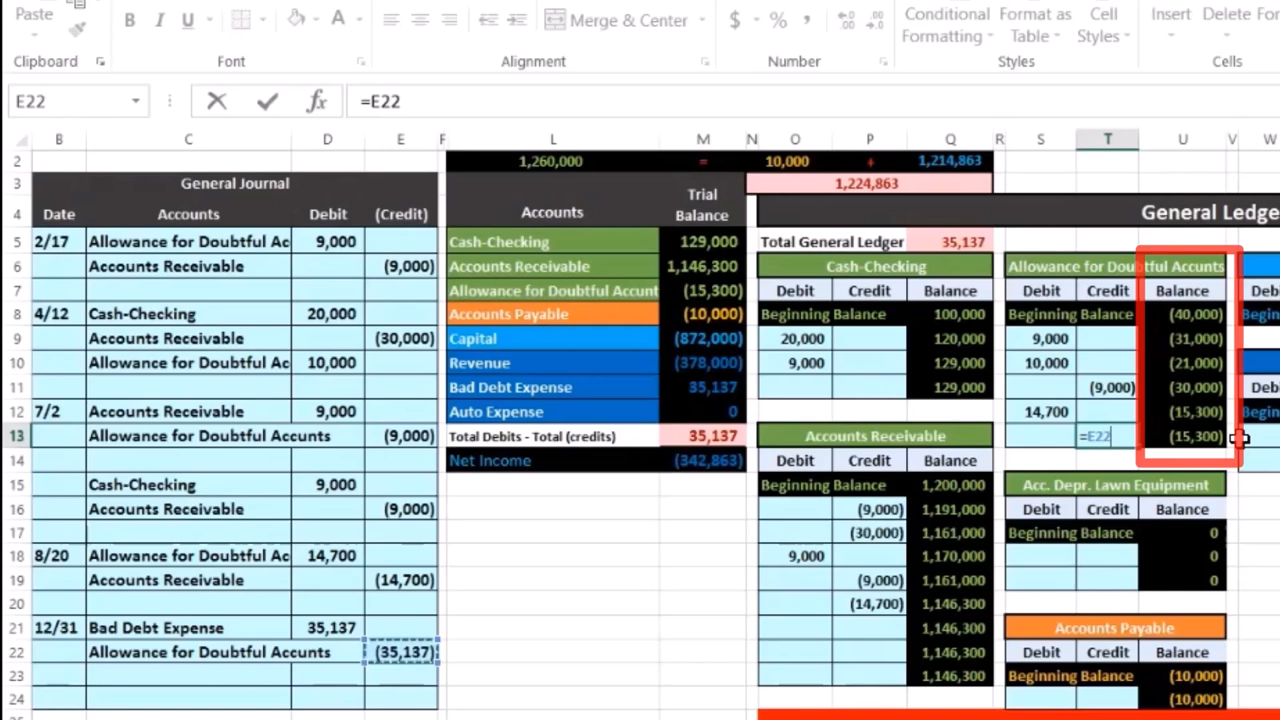 Paste B I U A Merge & Center $ % , Conditional Format as Cell Insert Delete
Formatting Table Styles
Clipboard Font Alignment Number Styles Cells
E22 fx =E22
B C D E F L M N O P Q R S T U V W
2 1,260,000 = 10,000 + 1,214,863
3 General Journal 1,224,863
Trial
4 Date Accounts Debit (Credit) Accounts Balance General Ledge
5 2/17 Allowance for Doubtful Ac 9,000 Cash-Checking 129,000 Total General Ledger 35,137
6 Accounts Receivable (9,000) Accounts Receivable 1,146,300 Cash-Checking Allowance for Doubtful Accunts
7 Allowance for Doubtful Accunt (15,300) Debit Credit Balance Debit Credit Balance Deb
8 4/12 Cash-Checking 20,000 Accounts Payable (10,000) Beginning Balance 100,000 Beginning Balance (40,000) Begin
9 Accounts Receivable (30,000) Capital (872,000) 20,000 120,000 9,000 (31,000)
10 Allowance for Doubtful Ac 10,000 Revenue (378,000) 9,000 129,000 10,000 (21,000)
11 Bad Debt Expense 35,137 129,000 (9,000) (30,000) Deb
12 7/2 Accounts Receivable 9,000 Auto Expense 0 14,700 (15,300) Begin
13 Allowance for Doubtful Accunts (9,000) Total Debits - Total (credits) 35,137 Accounts Receivable =E22 (15,300)
14 Net Income (342,863) Debit Credit Balance
15 Cash-Checking 9,000 Beginning Balance 1,200,000 Acc. Depr. Lawn Equipment
16 Accounts Receivable (9,000) (9,000) 1,191,000 Debit Credit Balance
17 (30,000) 1,161,000 Beginning Balance 0
18 8/20 Allowance for Doubtful Ac 14,700 9,000 1,170,000 0
19 Accounts Receivable (14,700) (9,000) 1,161,000 0
20 (14,700) 1,146,300
21 12/31 Bad Debt Expense 35,137 1,146,300 Accounts Payable
22 Allowance for Doubtful Accunts (35,137) 1,146,300 Debit Credit Balance
23 1,146,300 Beginning Balance (10,000)
24 (10,000)